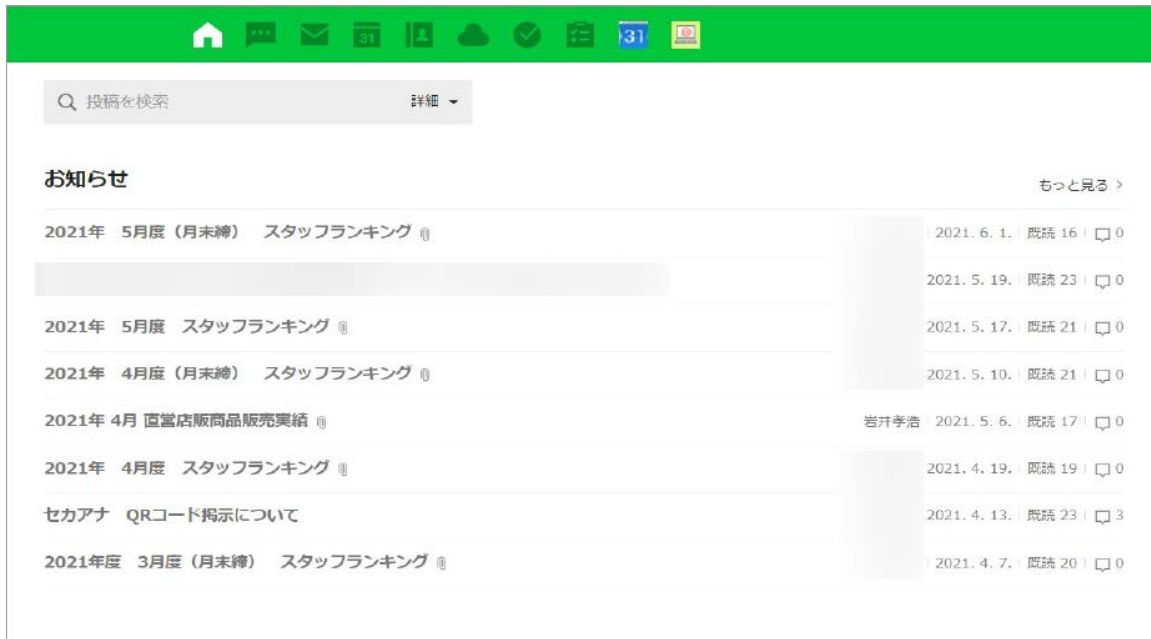 31
31
投稿を検索 詳細
お知らせ もっと見る >
2021年 5月度(月末締) スタッフランキング 2021. 6. 1. 既読 16 0
2021. 5. 19. 既読 23 0
2021年 5月度 スタッフランキング 2021. 5. 17. 既読 21 0
2021年 4月度(月末締) スタッフランキング 2021. 5. 10. 既読 21 0
2021年 4月 直営店販商品販売実績 岩井孝浩 2021. 5. 6. 既読 17 0
2021年 4月度 スタッフランキング 2021. 4. 19. 既読 19 0
セカアナ QRコード掲示について 2021. 4. 13. 既読 23 3
2021年度 3月度(月末締) スタッフランキング 2021. 4. 7. 既読 20 0